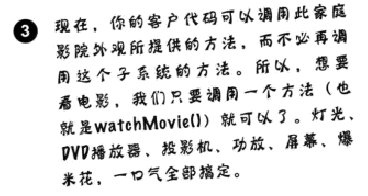 3 现在，你的客户代码可以调用此家庭
影院外观所提供的方法，而不必再调
用这个子系统的方法。所以，想要
看电影，我们只要调用一个方法（也
就是watchMovie()）就可以了。灯光、
DVD播放器、投影机、功放、屏幕、爆
米花，一口气全部搞定。